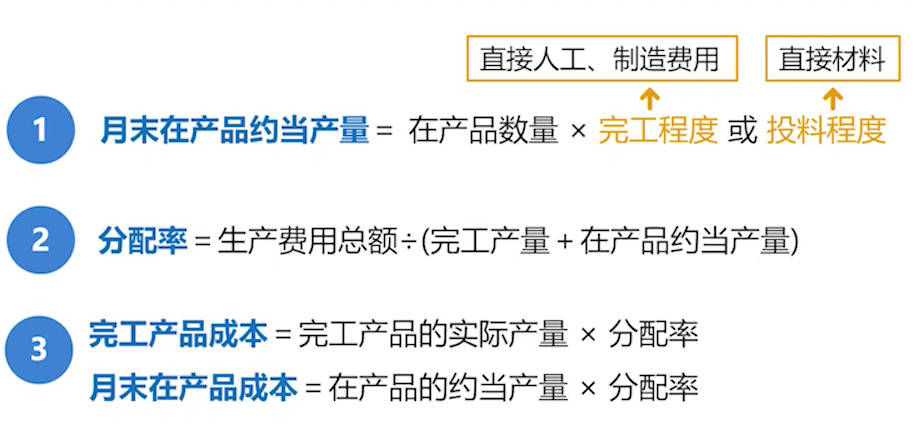 直接人工、制造费用 直接材料
1 月末在产品约当产量 = 在产品数量 × 完工程度 或 投料程度
2 分配率 = 生产费用总额÷(完工产量 + 在产品约当产量)
3 完工产品成本 = 完工产品的实际产量 × 分配率
月末在产品成本 = 在产品的约当产量 × 分配率